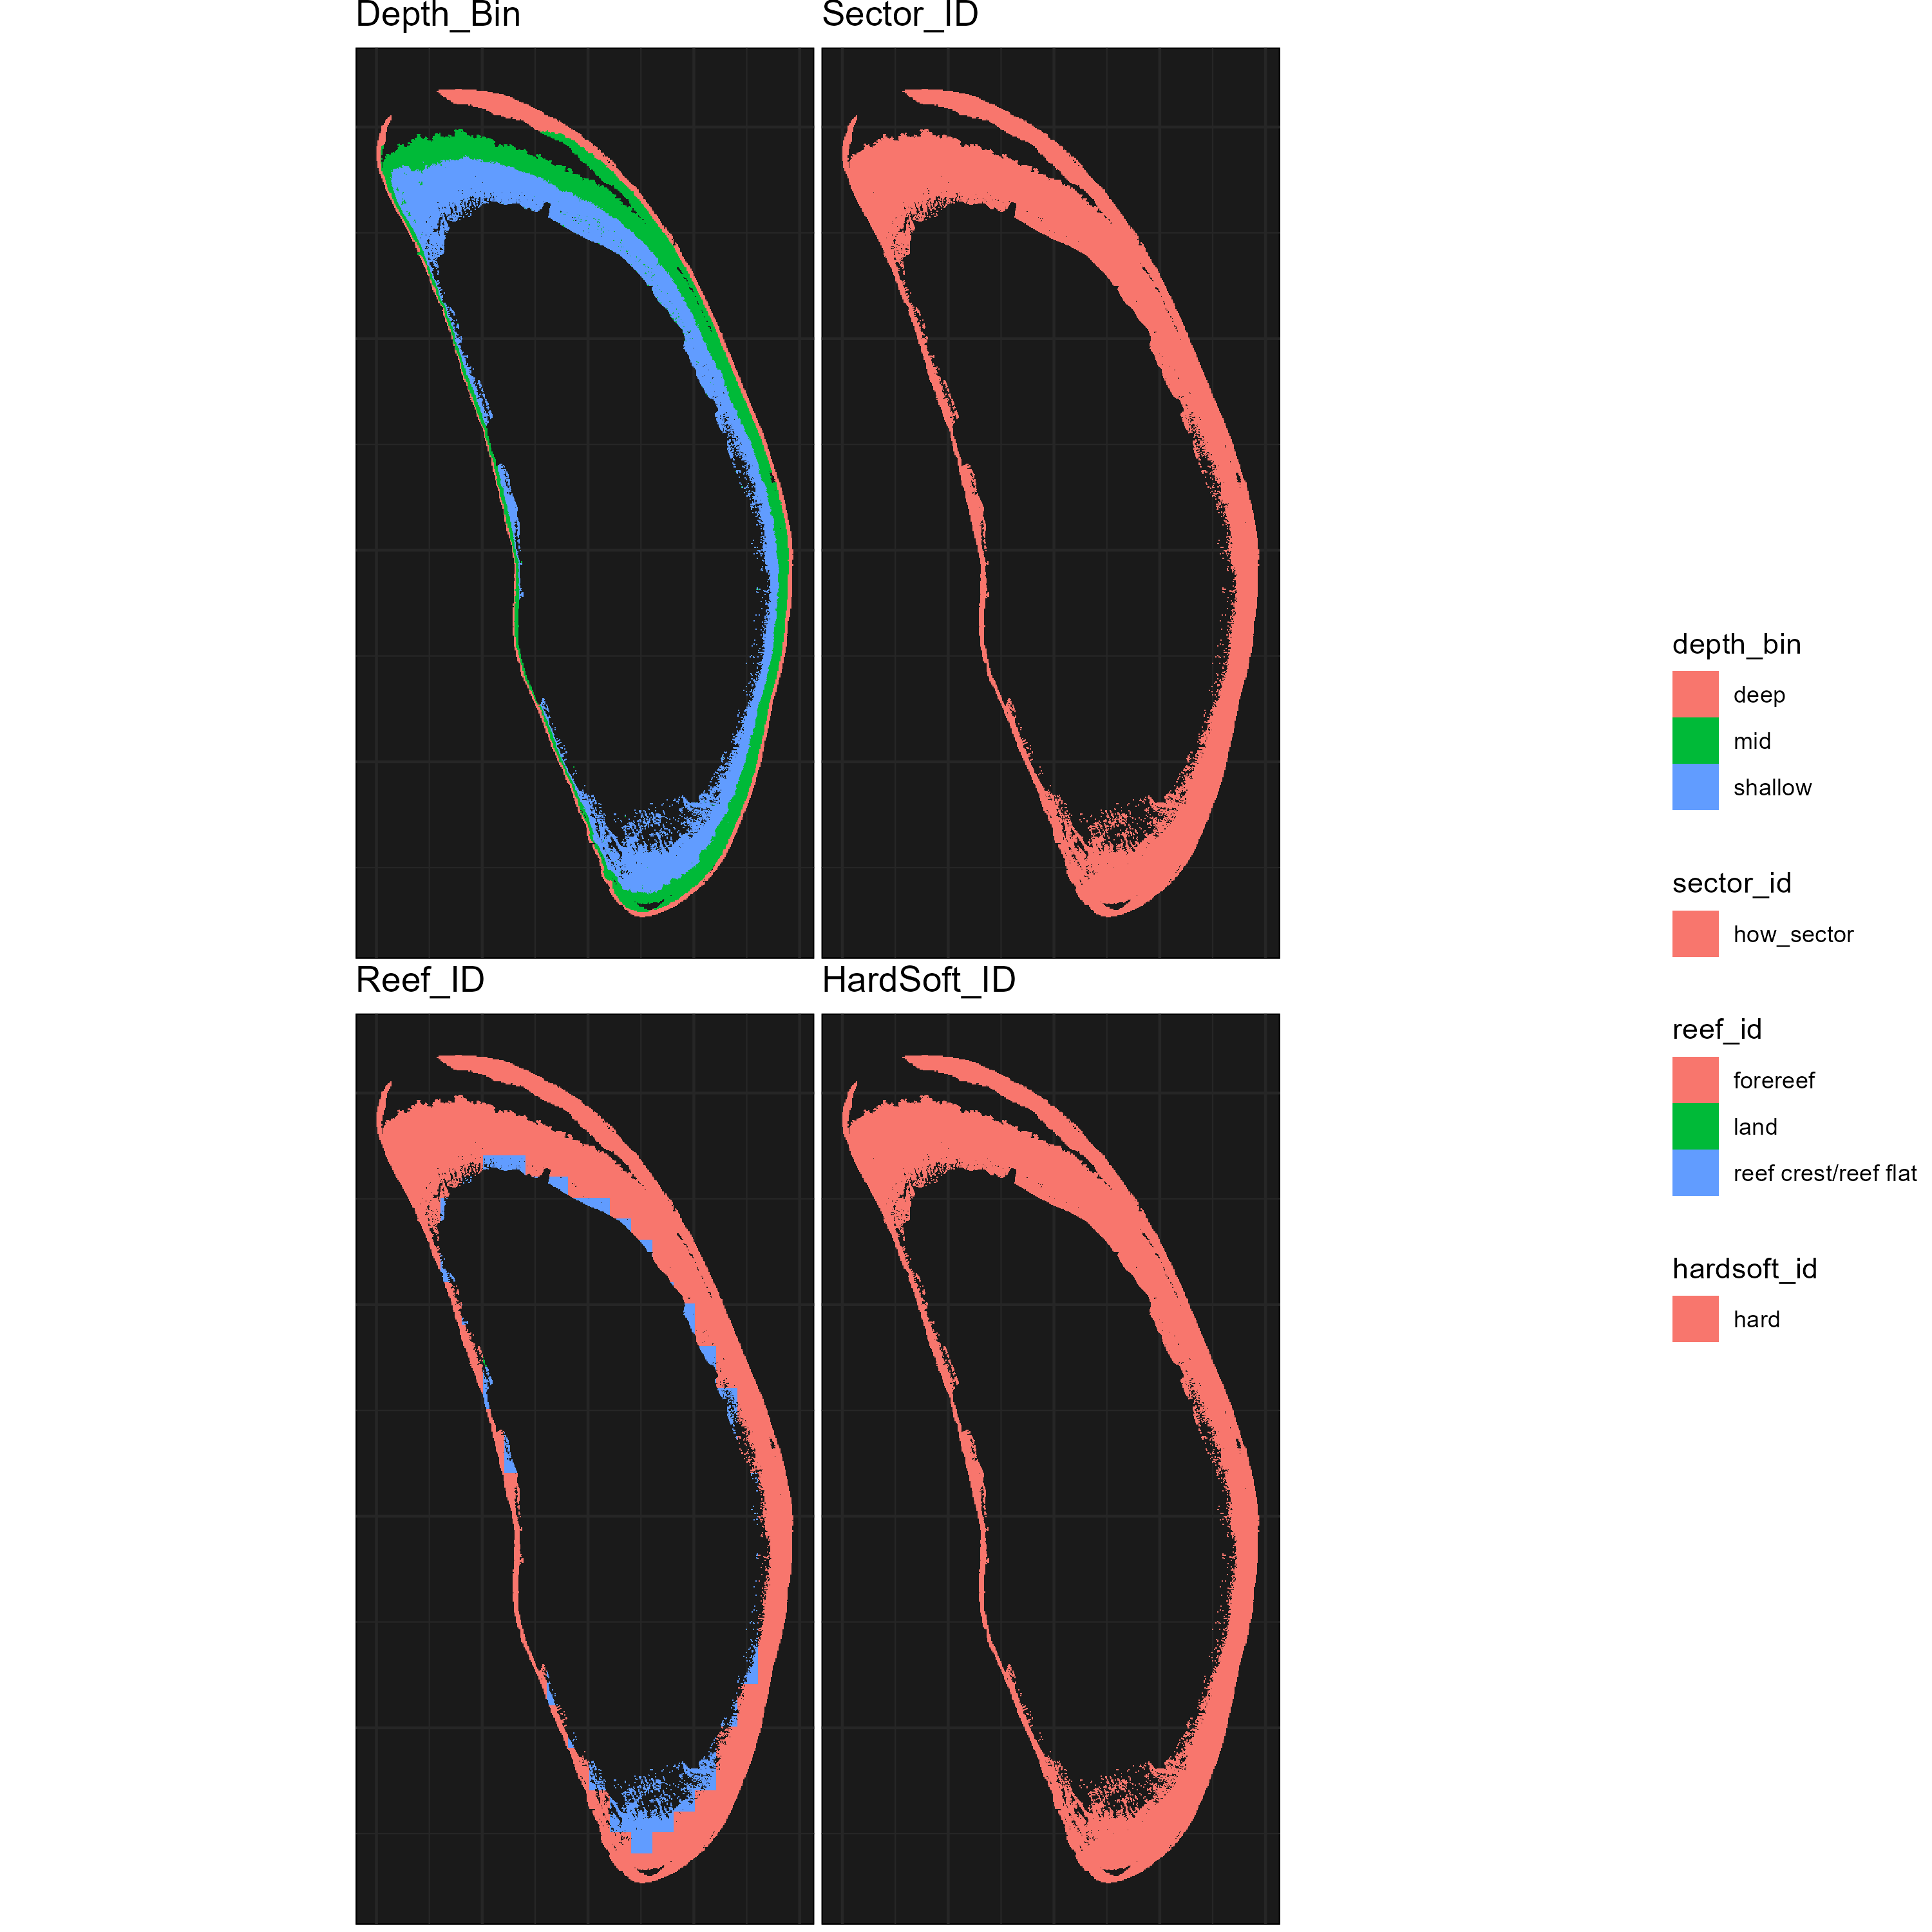 Depth_Bin
Sector_ID
Reef_ID
HardSoft_ID
depth_bin
deep
mid
shallow
sector_id
how_sector
reef_id
forereef
land
reef crest/reef flat
hardsoft_id
hard